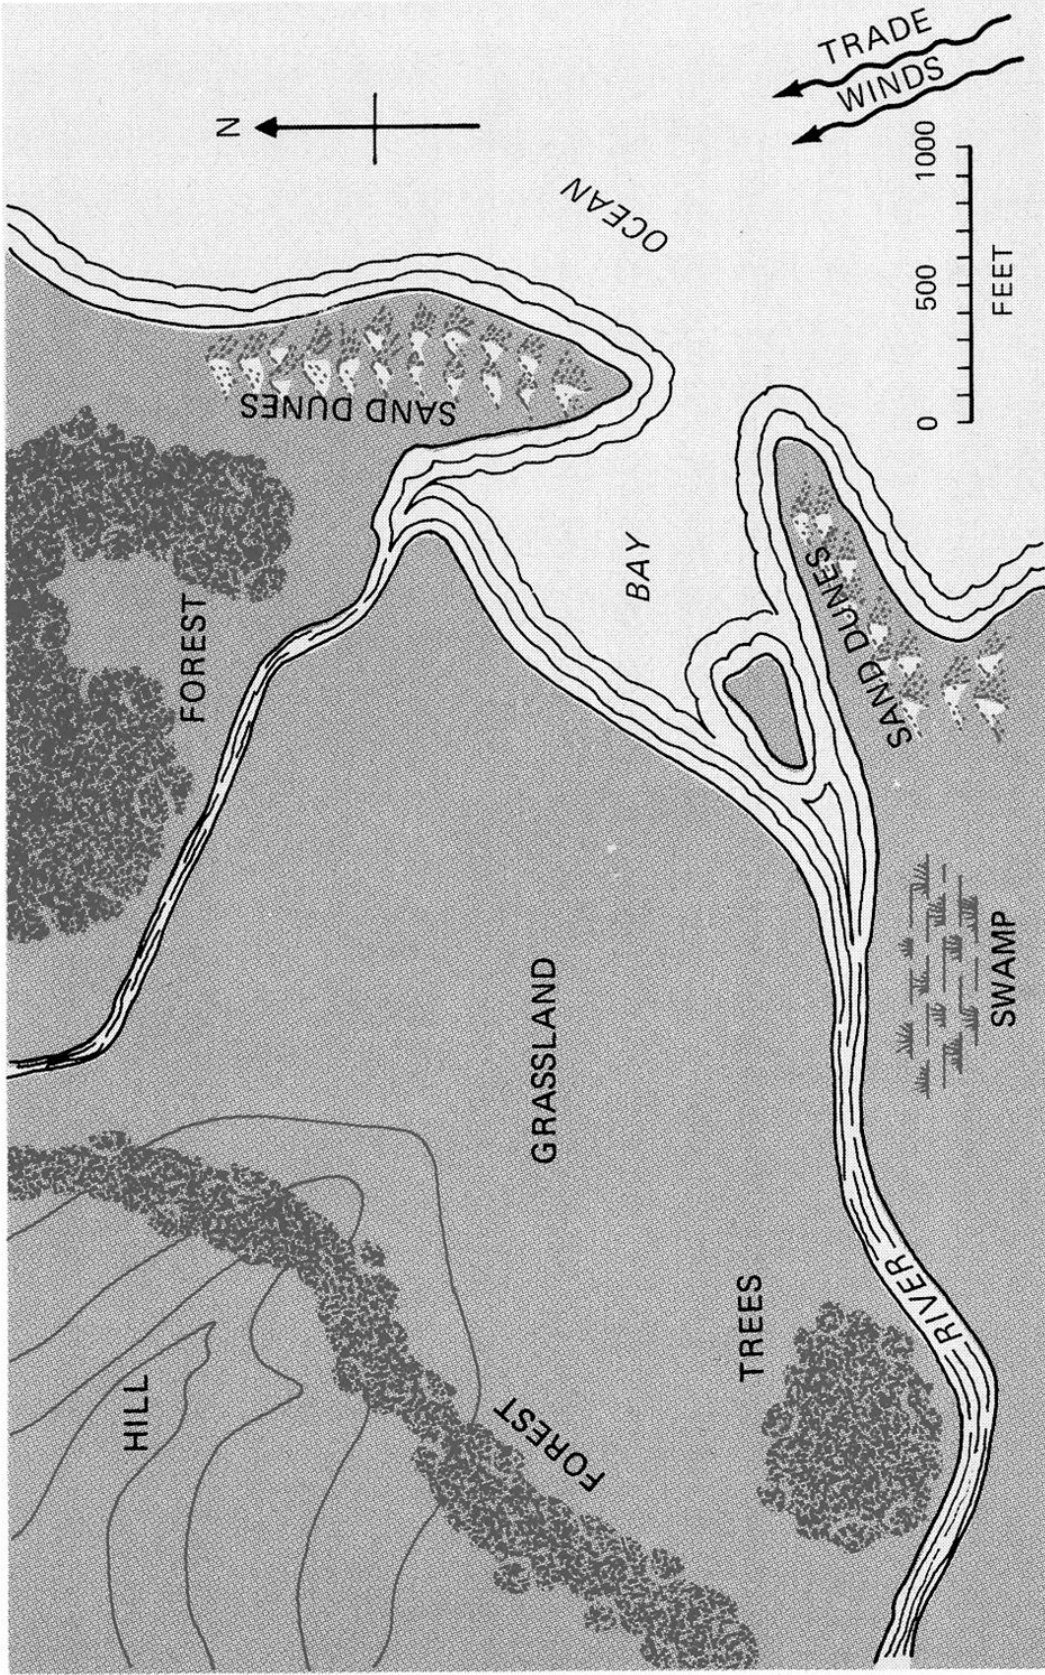 HILL
FOREST
FOREST
SAND DUNES
N
GRASSLAND
BAY
OCEAN
TREES
RIVER
SWAMP
SAND DUNES
TRADE
WINDS
0 500 1000
FEET